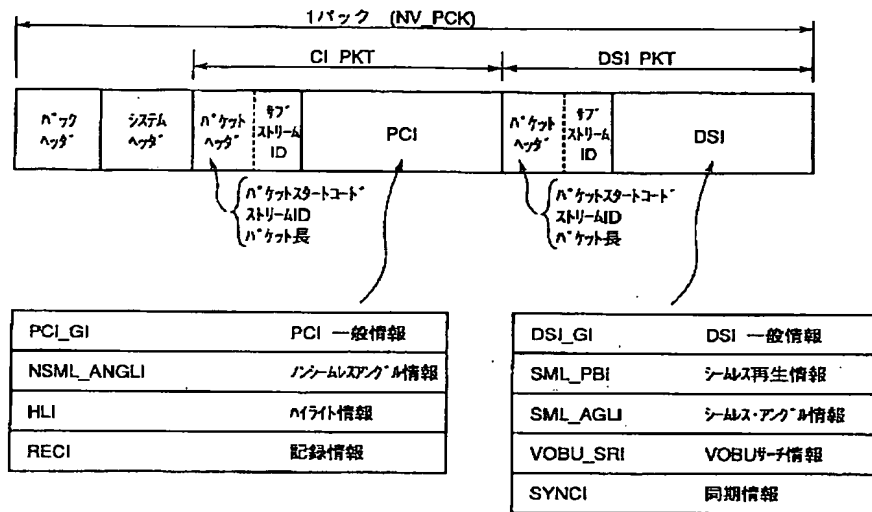 1パック (NV_PCK)
CI PKT
DSI PKT
パック
ヘッダ
システム
ヘッダ
パケット
ヘッダ
サブ
ストリーム
ID
PCI
パケット
ヘッダ
サブ
ストリーム
ID
DSI
パケットスタートコード
ストリームID
パケット長
パケットスタートコード
ストリームID
パケット長
PCI_GI PCI 一般情報
NSML_ANGLI ノンシームレスアングル情報
HLI ハイライト情報
RECI 記録情報
DSI_GI DSI 一般情報
SML_PBI シームレス再生情報
SML_AGLI シームレス・アングル情報
VOBU_SRI VOBUサーチ情報
SYNCI 同期情報